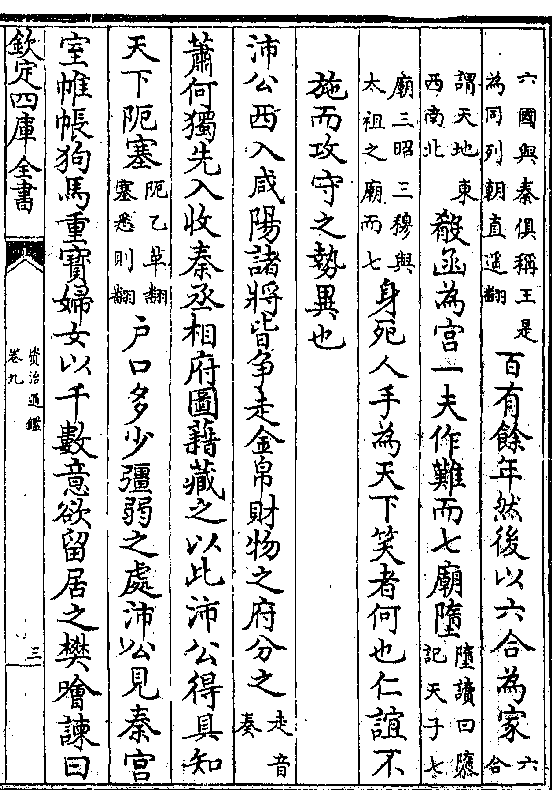 六國與秦俱稱王是為同列朝直遥翻百有餘年然後以六合為家六合
謂天地東西南北殽函為宫一夫作難而七廟墮墮讀曰隳記天子七
廟三昭三穆與太祖之廟而七身死人手為天下笑者何也仁誼不
施而攻守之勢異也
沛公西入咸陽諸將皆争走金帛財物之府分之走音奏
蕭何獨先入收秦丞相府圖籍藏之以此沛公得具知
天下阨塞阨乙革翻塞悉則翻户口多少彊弱之處沛公見秦宫
室帷帳狗馬重寶婦女以千數意欲留居之樊噲諫曰
欽定四庫全書
資治通鑑
卷九
三